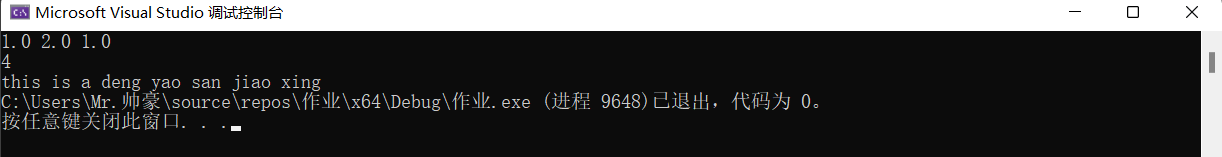 Microsoft Visual Studio 调试控制台
1.0 2.0 1.0
4
this is a deng yao san jiao xing
C:\Users\Mr.帅豪\source\repos\作业\x64\Debug\作业.exe (进程 9648)已退出，代码为 0。
按任意键关闭此窗口. . .